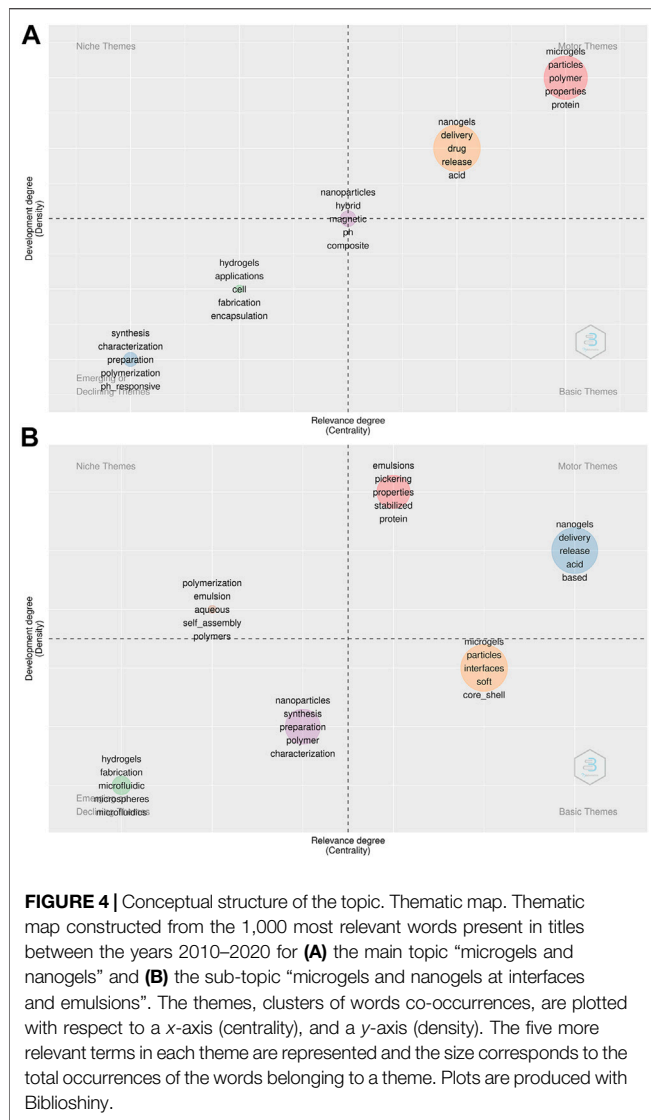 A
Niche Themes
Motor Themes
microgels
particles
polymer
properties
protein
nanogels
delivery
drug
release
acid
nanoparticles
hybrid
magnetic
ph
composite
Development degree
(Density)
hydrogels
applications
cell
fabrication
encapsulation
synthesis
characterization
preparation
polymerization
ph_responsive
Emerging or
Declining Themes
Basic Themes
Relevance degree
(Centrality)
B
Niche Themes
Motor Themes
emulsions
pickering
properties
stabilized
protein
nanogels
delivery
release
acid
based
polymerization
emulsion
aqueous
self_assembly
polymers
Development degree
(Density)
microgels
particles
interfaces
soft
core_shell
nanoparticles
synthesis
preparation
polymer
characterization
hydrogels
fabrication
microfluidic
microspheres
microfluidics
Emerging
Declining Themes
Basic Themes
Relevance degree
(Centrality)
FIGURE 4 | Conceptual structure of the topic. Thematic map. Thematic
map constructed from the 1,000 most relevant words present in titles
between the years 2010–2020 for (A) the main topic “microgels and
nanogels” and (B) the sub-topic “microgels and nanogels at interfaces
and emulsions”. The themes, clusters of words co-occurrences, are plotted
with respect to a x-axis (centrality), and a y-axis (density). The five more
relevant terms in each theme are represented and the size corresponds to the
total occurrences of the words belonging to a theme. Plots are produced with
Biblioshiny.